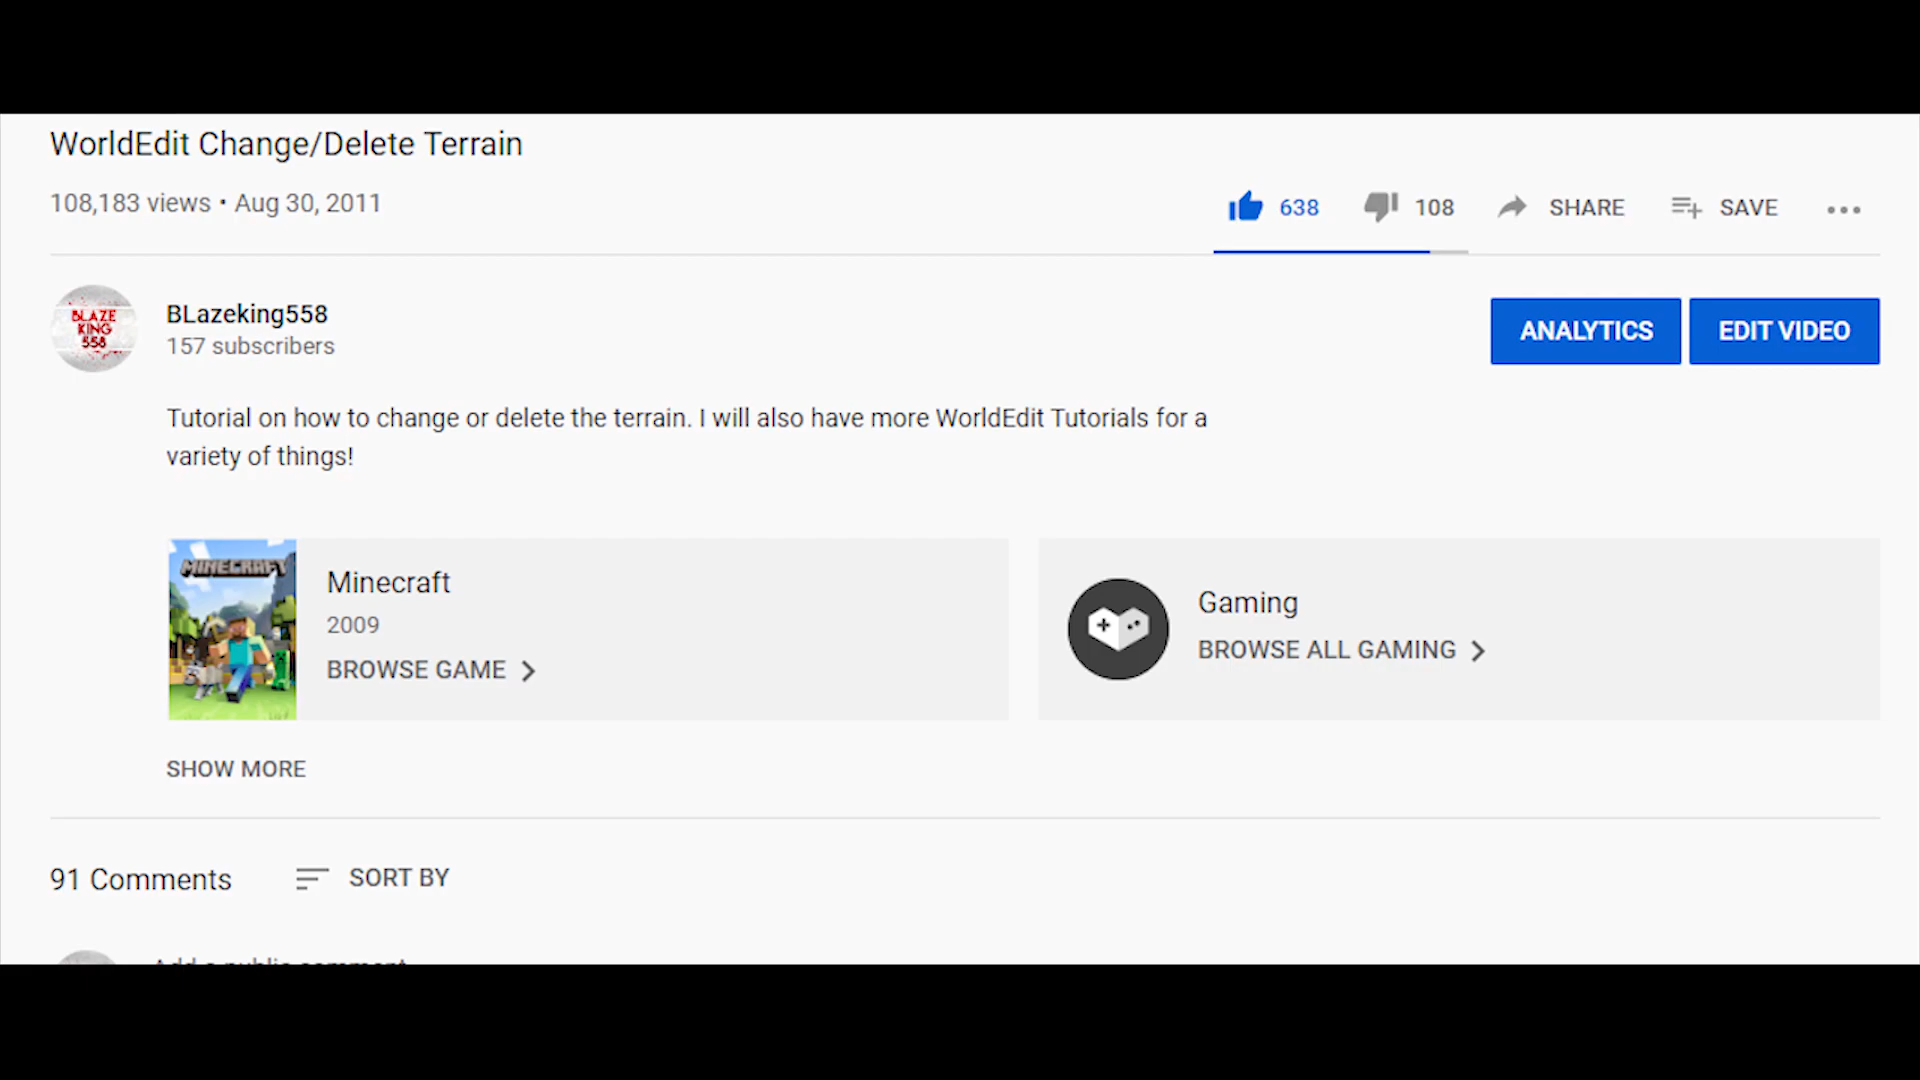 WorldEdit Change/Delete Terrain
108,183 views • Aug 30, 2011
638
108
SHARE
SAVE
BLAZE
KING
558
BLazeking558
157 subscribers
ANALYTICS
EDIT VIDEO
Tutorial on how to change or delete the terrain. I will also have more WorldEdit Tutorials for a
variety of things!
MINECRAFT
Minecraft
2009
BROWSE GAME
Gaming
BROWSE ALL GAMING
SHOW MORE
91 Comments
SORT BY
Add a public comment